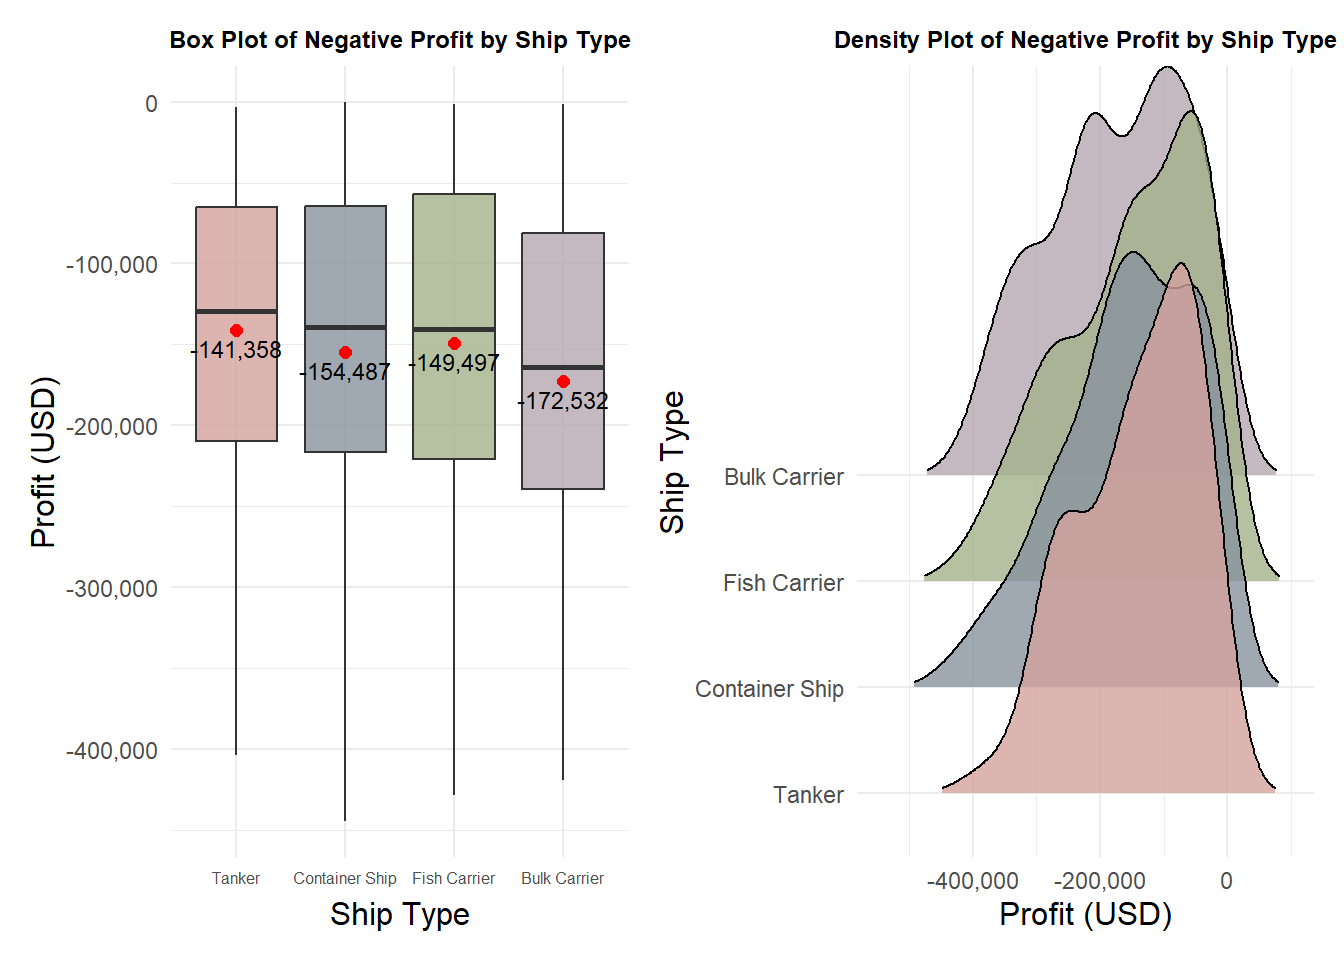 Box Plot of Negative Profit by Ship Type
Profit (USD)
0
-100,000
-200,000
-300,000
-400,000
-141,358
-154,487
-149,497
-172,532
Tanker
Container Ship
Fish Carrier
Bulk Carrier
Ship Type
Density Plot of Negative Profit by Ship Type
Ship Type
Bulk Carrier
Fish Carrier
Container Ship
Tanker
-400,000
-200,000
0
Profit (USD)